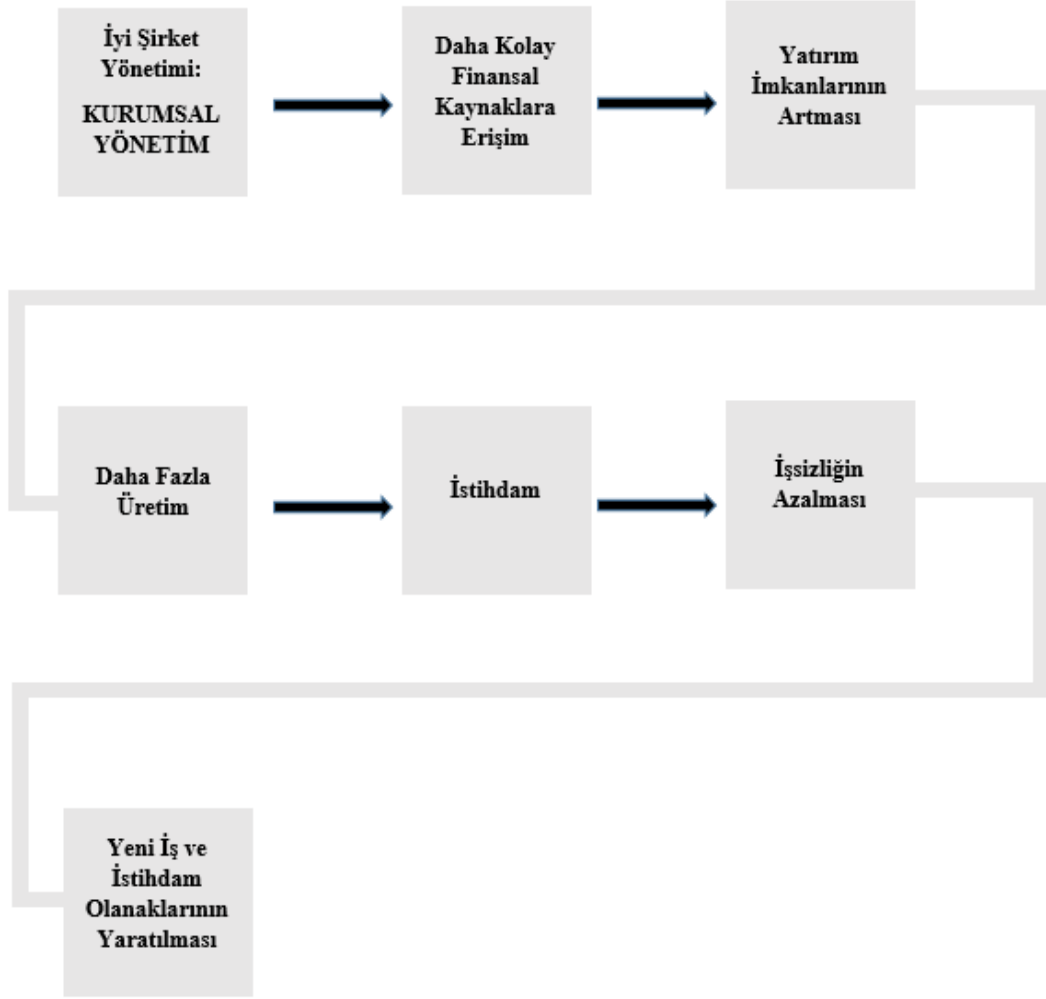 İyi Şirket
Yönetimi:
KURUMSAL
YÖNETİM
Daha Kolay
Finansal
Kaynaklara
Erişim
Yatırım
İmkanlarının
Artması
Daha Fazla
Üretim
İstihdam
İşsizliğin
Azalması
Yeni İş ve
İstihdam
Olanaklarının
Yaratılması